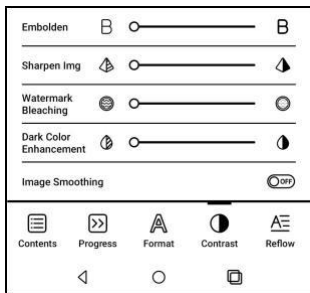 Embolden B B
Sharpen Img
Watermark
Bleaching
Dark Color
Enhancement
Image Smoothing OFF
Contents Progress Format Contrast Reflow